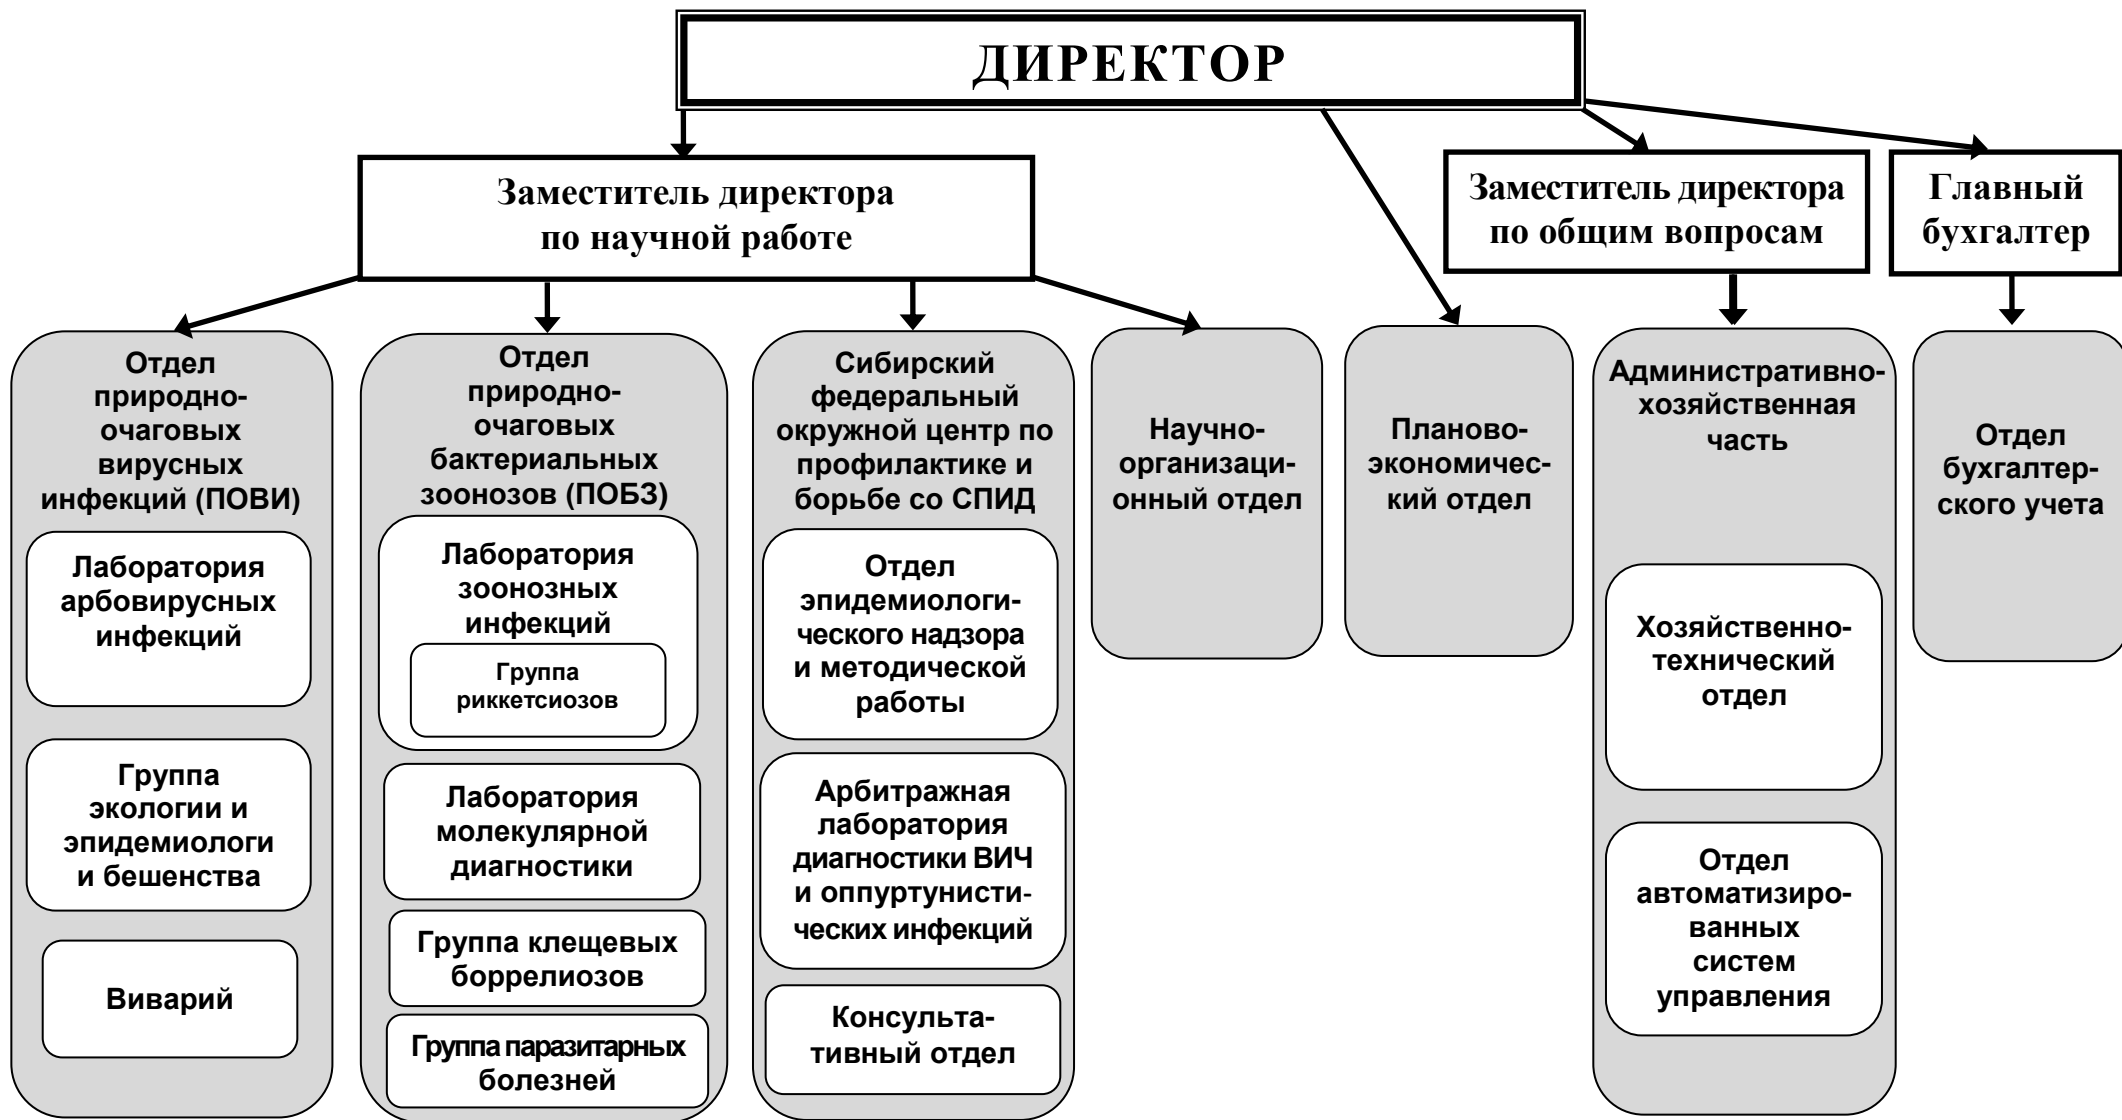 ДИРЕКТОР
Заместитель директора
по научной работе
Заместитель директора
по общим вопросам
Главный
бухгалтер
Отдел
природно-
очаговых
вирусных
инфекций (ПОВИ)
Лаборатория
арбовирусных
инфекций
Группа
экологии и
эпидемиологи
и бешенства
Виварий
Отдел
природно-
очаговых
бактериальных
зоонозов (ПОБЗ)
Лаборатория
зоонозных
инфекций
Группа
риккетсиозов
Лаборатория
молекулярной
диагностики
Группа клещевых
боррелиозов
Группа паразитарных
болезней
Сибирский
федеральный
окружной центр по
профилактике и
борьбе со СПИД
Отдел
эпидемиологи-
ческого надзора
и методической
работы
Арбитражная
лаборатория
диагностики ВИЧ
и оппуртунисти-
ческих инфекций
Консульта-
тивный отдел
Научно-
организаци-
онный отдел
Планово-
экономичес-
кий отдел
Административно-
хозяйственная
часть
Хозяйственно-
технический
отдел
Отдел
автоматизиро-
ванных
систем
управления
Отдел
бухгалтер-
ского учета